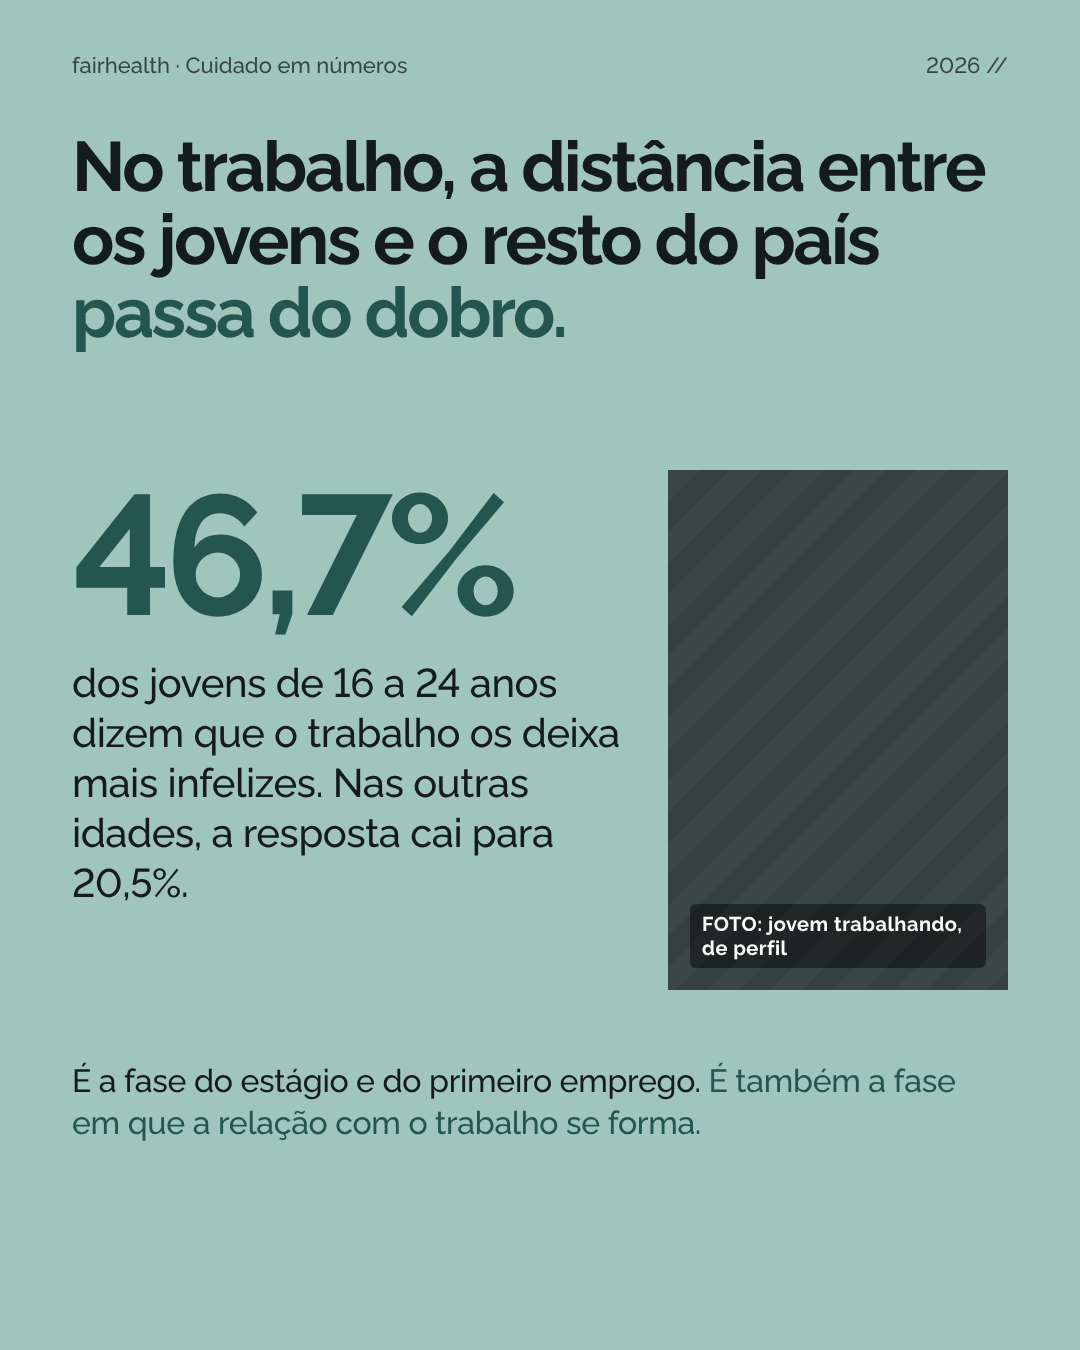 fairhealth · Cuidado em números
2026 //
No trabalho, a distância entre
os jovens e o resto do país
passa do dobro.
46,7%
dos jovens de 16 a 24 anos
dizem que o trabalho os deixa
mais infelizes. Nas outras
idades, a resposta cai para
20,5%.
FOTO: jovem trabalhando,
de perfil
É a fase do estágio e do primeiro emprego. É também a fase
em que a relação com o trabalho se forma.